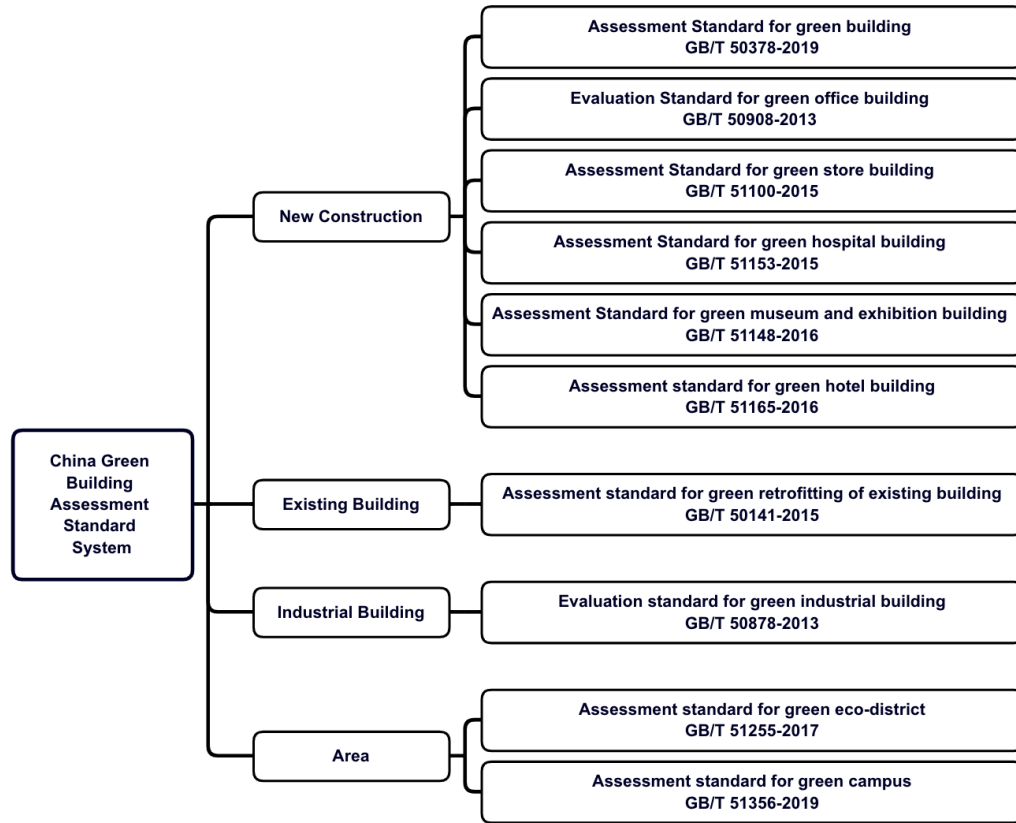 China Green
Building
Assessment
Standard
System
New Construction
Assessment Standard for green building
GB/T 50378-2019
Evaluation Standard for green office building
GB/T 50908-2013
Assessment Standard for green store building
GB/T 51100-2015
Assessment Standard for green hospital building
GB/T 51153-2015
Assessment Standard for green museum and exhibition building
GB/T 51148-2016
Assessment standard for green hotel building
GB/T 51165-2016
Existing Building
Assessment standard for green retrofitting of existing building
GB/T 50141-2015
Industrial Building
Evaluation standard for green industrial building
GB/T 50878-2013
Area
Assessment standard for green eco-district
GB/T 51255-2017
Assessment standard for green campus
GB/T 51356-2019